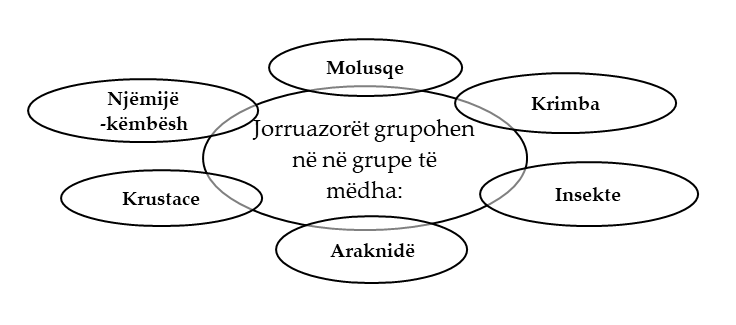 Molusqe
Njëmijë
-këmbësh
Krimba
Jorruazorët grupohen
në në grupe të
mëdha:
Krustace
Insekte
Araknidë